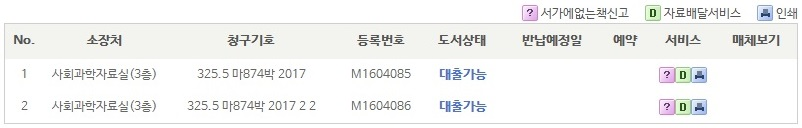 ? 서가에없는책신고 D 자료배달서비스 인쇄
No. 소장처 청구기호 등록번호 도서상태 반납예정일 예약 서비스 매체보기
1 사회과학자료실(3층) 325.5 마874박 2017 M1604085 대출가능 ? D
2 사회과학자료실(3층) 325.5 마874박 2017 2 2 M1604086 대출가능 ? D